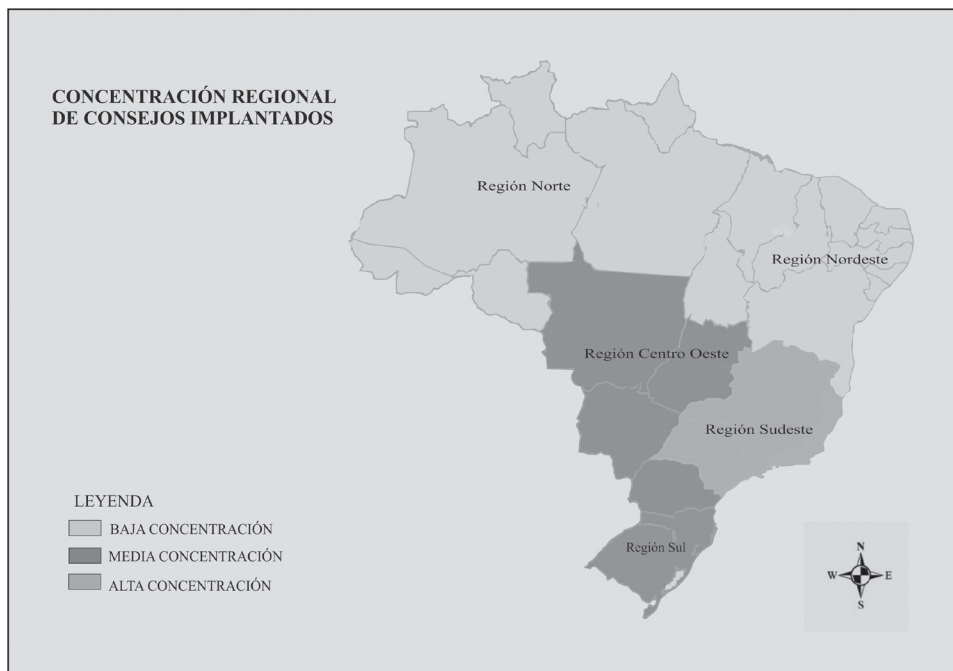 CONCENTRACIÓN REGIONAL
DE CONSEJOS IMPLANTADOS
Región Norte
Región Nordeste
Región Centro Oeste
Región Sudeste
Región Sul
LEYENDA
BAJA CONCENTRACIÓN
MEDIA CONCENTRACIÓN
ALTA CONCENTRACIÓN
N
W E
S